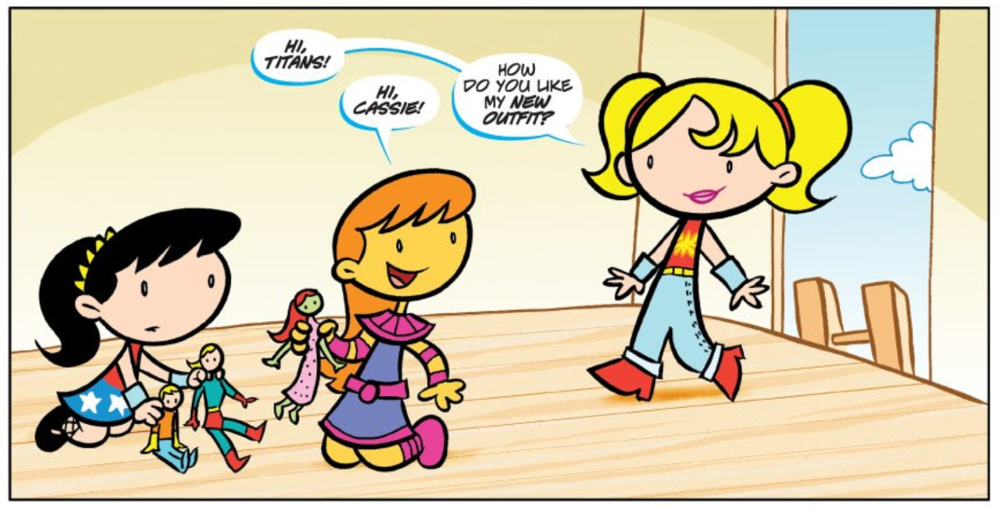 HI,
TITANS!
HI,
CASSIE!
HOW
DO YOU LIKE
MY NEW
OUTFIT?